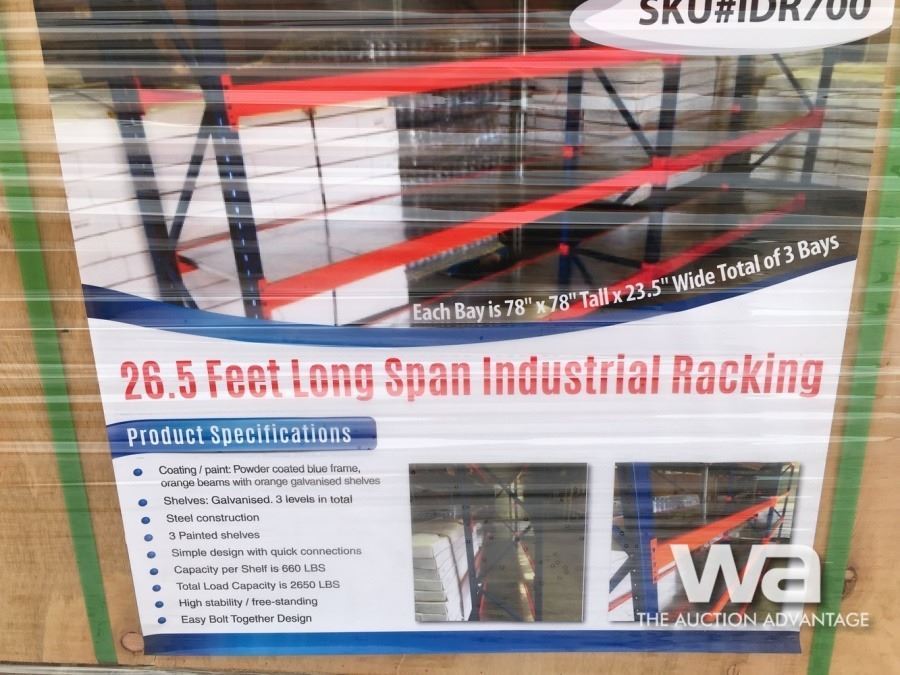 SKU#IDR700
Each Bay is 78" x 78" Tall x 23.5" Wide Total of 3 Bays
26.5 Feet Long Span Industrial Racking
Product Specifications
Coating / paint: Powder coated blue frame,
orange beams with orange galvanised shelves
Shelves: Galvanised. 3 levels in total
Steel construction
3 Painted shelves
Simple design with quick connections
Capacity per Shelf is 660 LBS
Total Load Capacity is 2650 LBS
High stability / free-standing
Easy Bolt Together Design
wa
THE AUCTION ADVANTAGE